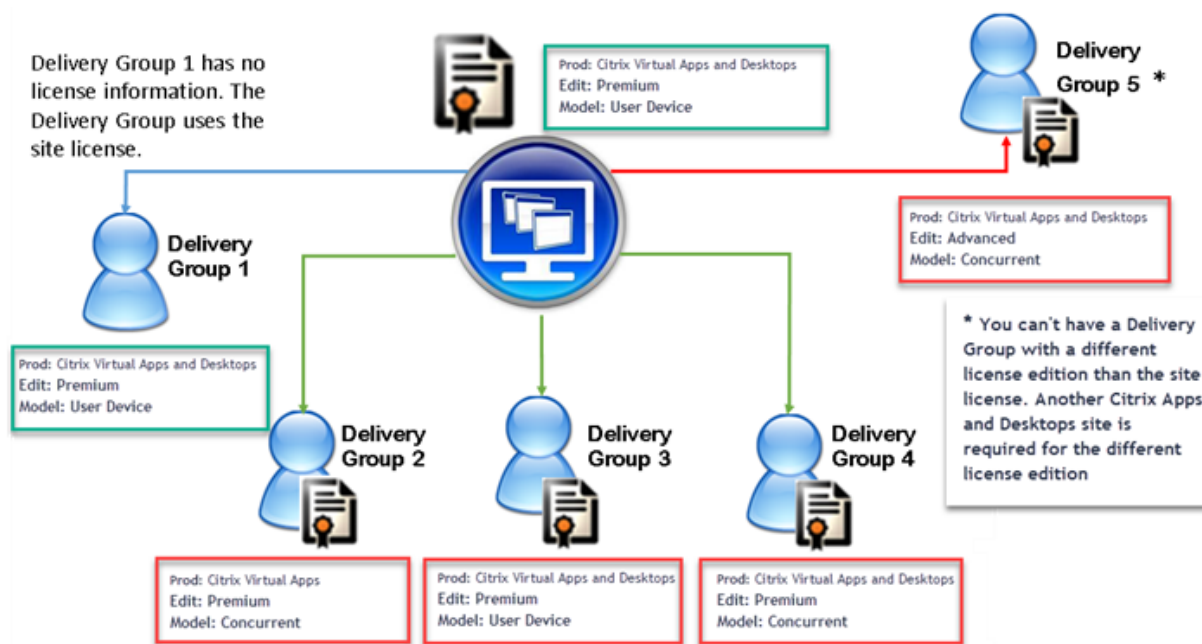 Delivery Group 1 has no
license information. The
Delivery Group uses the
site license.
Prod: Citrix Virtual Apps and Desktops
Edit: Premium
Model: User Device
Delivery
Group 5 *
Prod: Citrix Virtual Apps and Desktops
Edit: Advanced
Model: Concurrent
* You can't have a Delivery
Group with a different
license edition than the site
license. Another Citrix Apps
and Desktops site is
required for the different
license edition
Delivery
Group 1
Prod: Citrix Virtual Apps and Desktops
Edit: Premium
Model: User Device
Delivery
Group 2
Prod: Citrix Virtual Apps
Edit: Premium
Model: Concurrent
Delivery
Group 3
Prod: Citrix Virtual Apps and Desktops
Edit: Premium
Model: User Device
Delivery
Group 4
Prod: Citrix Virtual Apps and Desktops
Edit: Premium
Model: Concurrent